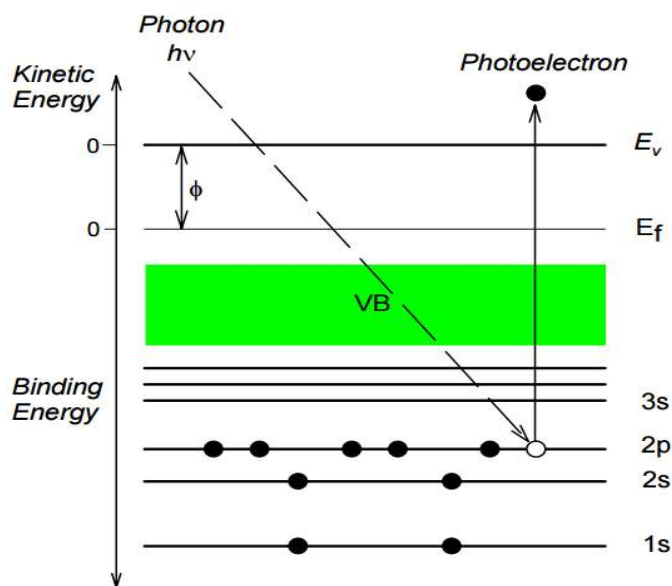 Photon
hν
Kinetic
Energy
Photoelectron
0
E_v
ϕ
0
E_f
VB
Binding
Energy
3s
2p
2s
1s